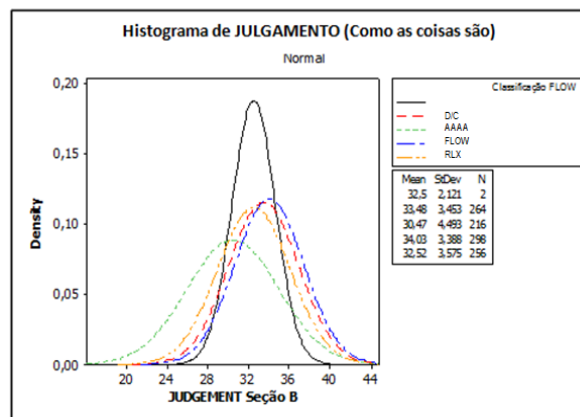 Histograma de JULGAMENTO (Como as coisas são)
Normal
Classificação FLOW
D/C
AAAA
FLOW
RLX
Mean StDev N
32,5 2.121 2
33,48 3.453 264
30,47 4.493 216
34,03 3.388 298
32,52 3.575 256
Density
0,20
0,15
0,10
0,05
0,00
20 24 28 32 36 40 44
JUDGEMENT Seção B